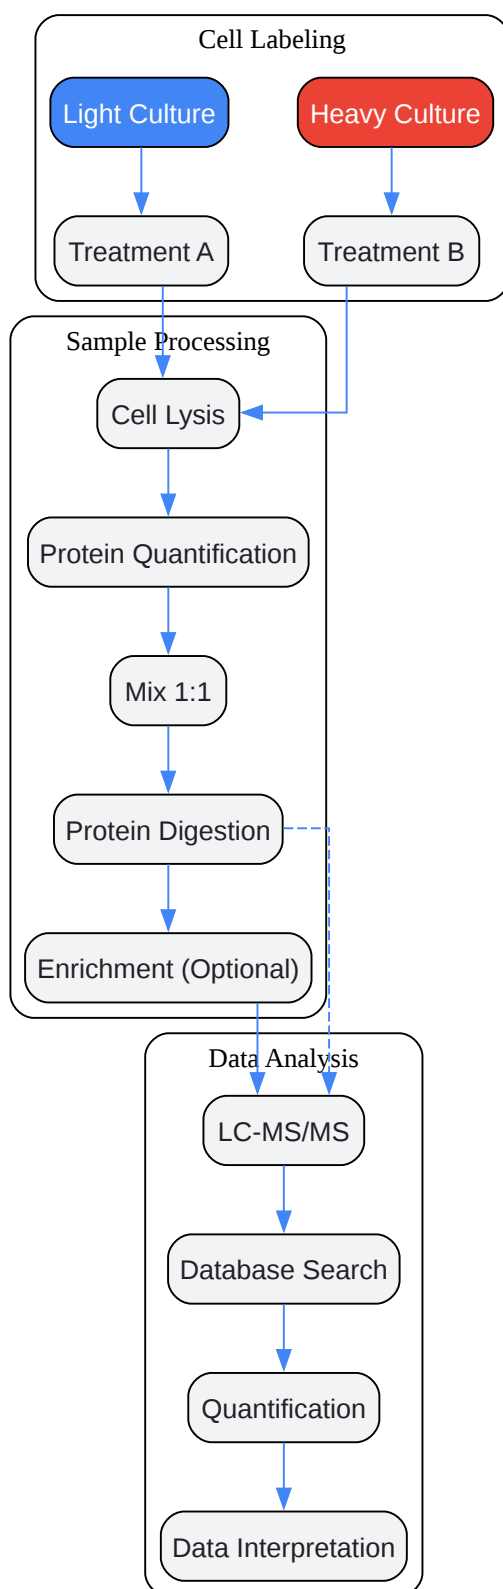 Cell Labeling
Light Culture
Heavy Culture
Treatment A
Treatment B
Sample Processing
Cell Lysis
Protein Quantification
Mix 1:1
Protein Digestion
Enrichment (Optional)
Data Analysis
LC-MS/MS
Database Search
Quantification
Data Interpretation